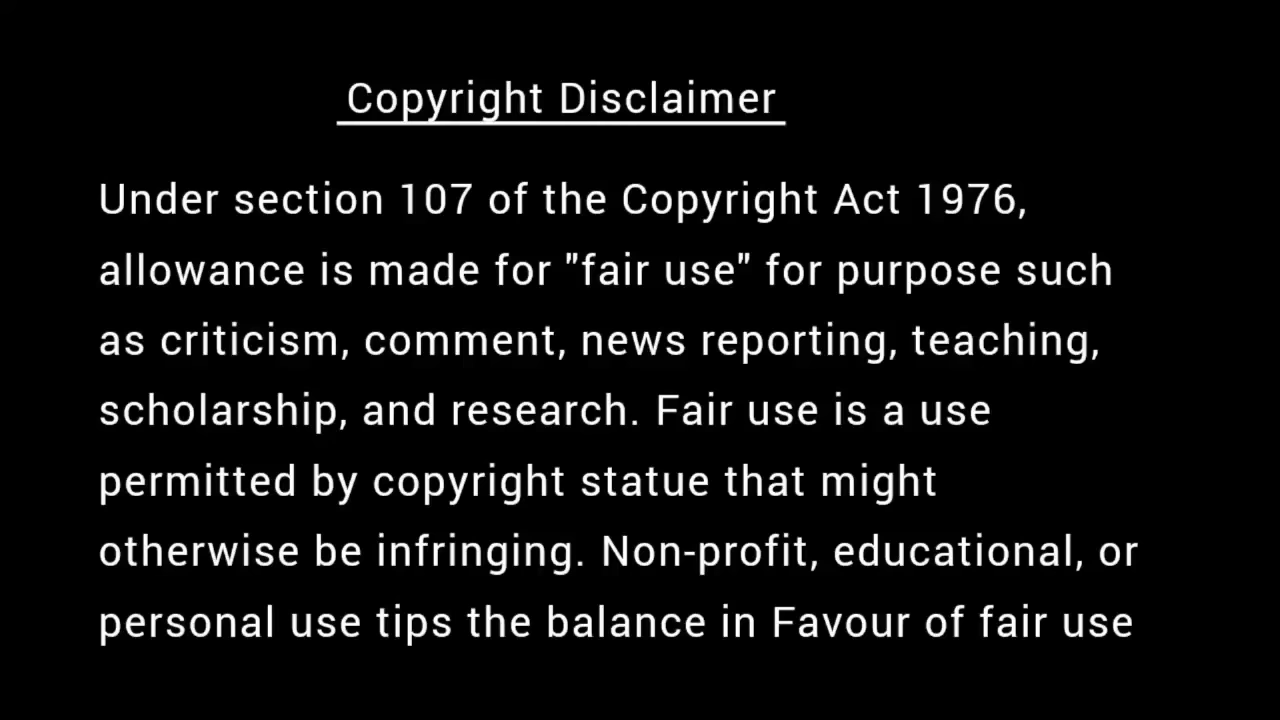 Copyright Disclaimer
Under section 107 of the Copyright Act 1976,
allowance is made for "fair use" for purpose such
as criticism, comment, news reporting, teaching,
scholarship, and research. Fair use is a use
permitted by copyright statue that might
otherwise be infringing. Non-profit, educational, or
personal use tips the balance in Favour of fair use